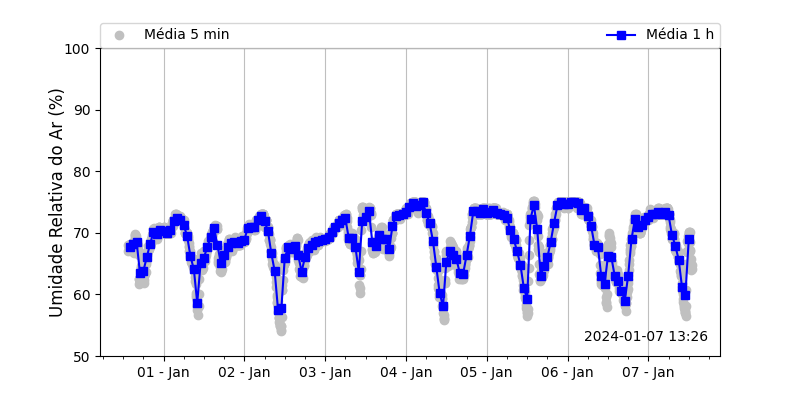 Média 5 min
Média 1 h
Umidade Relativa do Ar (%)
100
90
80
70
60
50
2024-01-07 13:26
01 - Jan
02 - Jan
03 - Jan
04 - Jan
05 - Jan
06 - Jan
07 - Jan